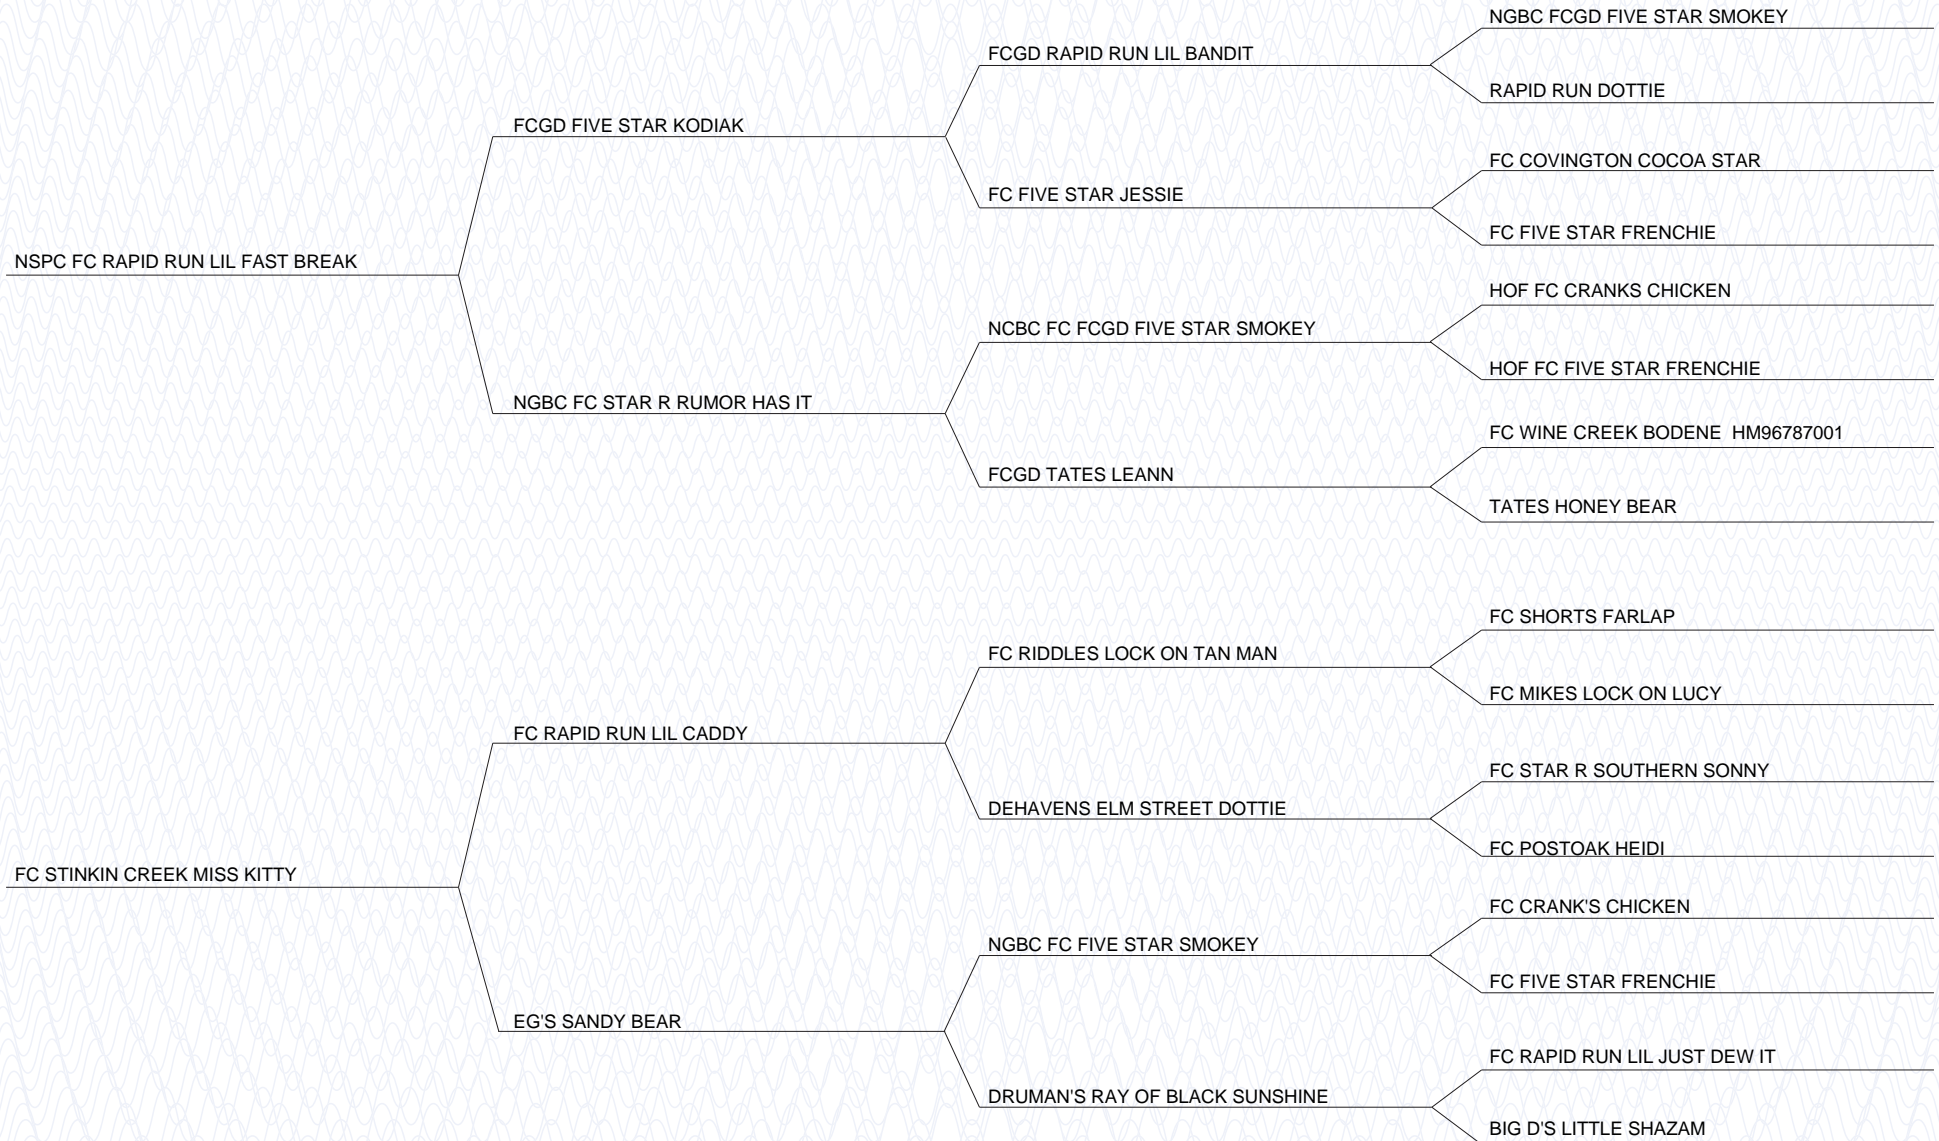 NGBC FCGD FIVE STAR SMOKEY
FCGD RAPID RUN LIL BANDIT
RAPID RUN DOTTIE
FCGD FIVE STAR KODIAK
FC COVINGTON COCOA STAR
FC FIVE STAR JESSIE
FC FIVE STAR FRENCHIE
NSPC FC RAPID RUN LIL FAST BREAK
HOF FC CRANKS CHICKEN
NCBC FC FCGD FIVE STAR SMOKEY
HOF FC FIVE STAR FRENCHIE
NGBC FC STAR R RUMOR HAS IT
FC WINE CREEK BODENE  HM96787001
FCGD TATES LEANN
TATES HONEY BEAR
FC SHORTS FARLAP
FC RIDDLES LOCK ON TAN MAN
FC MIKES LOCK ON LUCY
FC RAPID RUN LIL CADDY
FC STAR R SOUTHERN SONNY
DEHAVENS ELM STREET DOTTIE
FC POSTOAK HEIDI
FC STINKIN CREEK MISS KITTY
FC CRANK'S CHICKEN
NGBC FC FIVE STAR SMOKEY
FC FIVE STAR FRENCHIE
EG'S SANDY BEAR
FC RAPID RUN LIL JUST DEW IT
DRUMAN'S RAY OF BLACK SUNSHINE
BIG D'S LITTLE SHAZAM